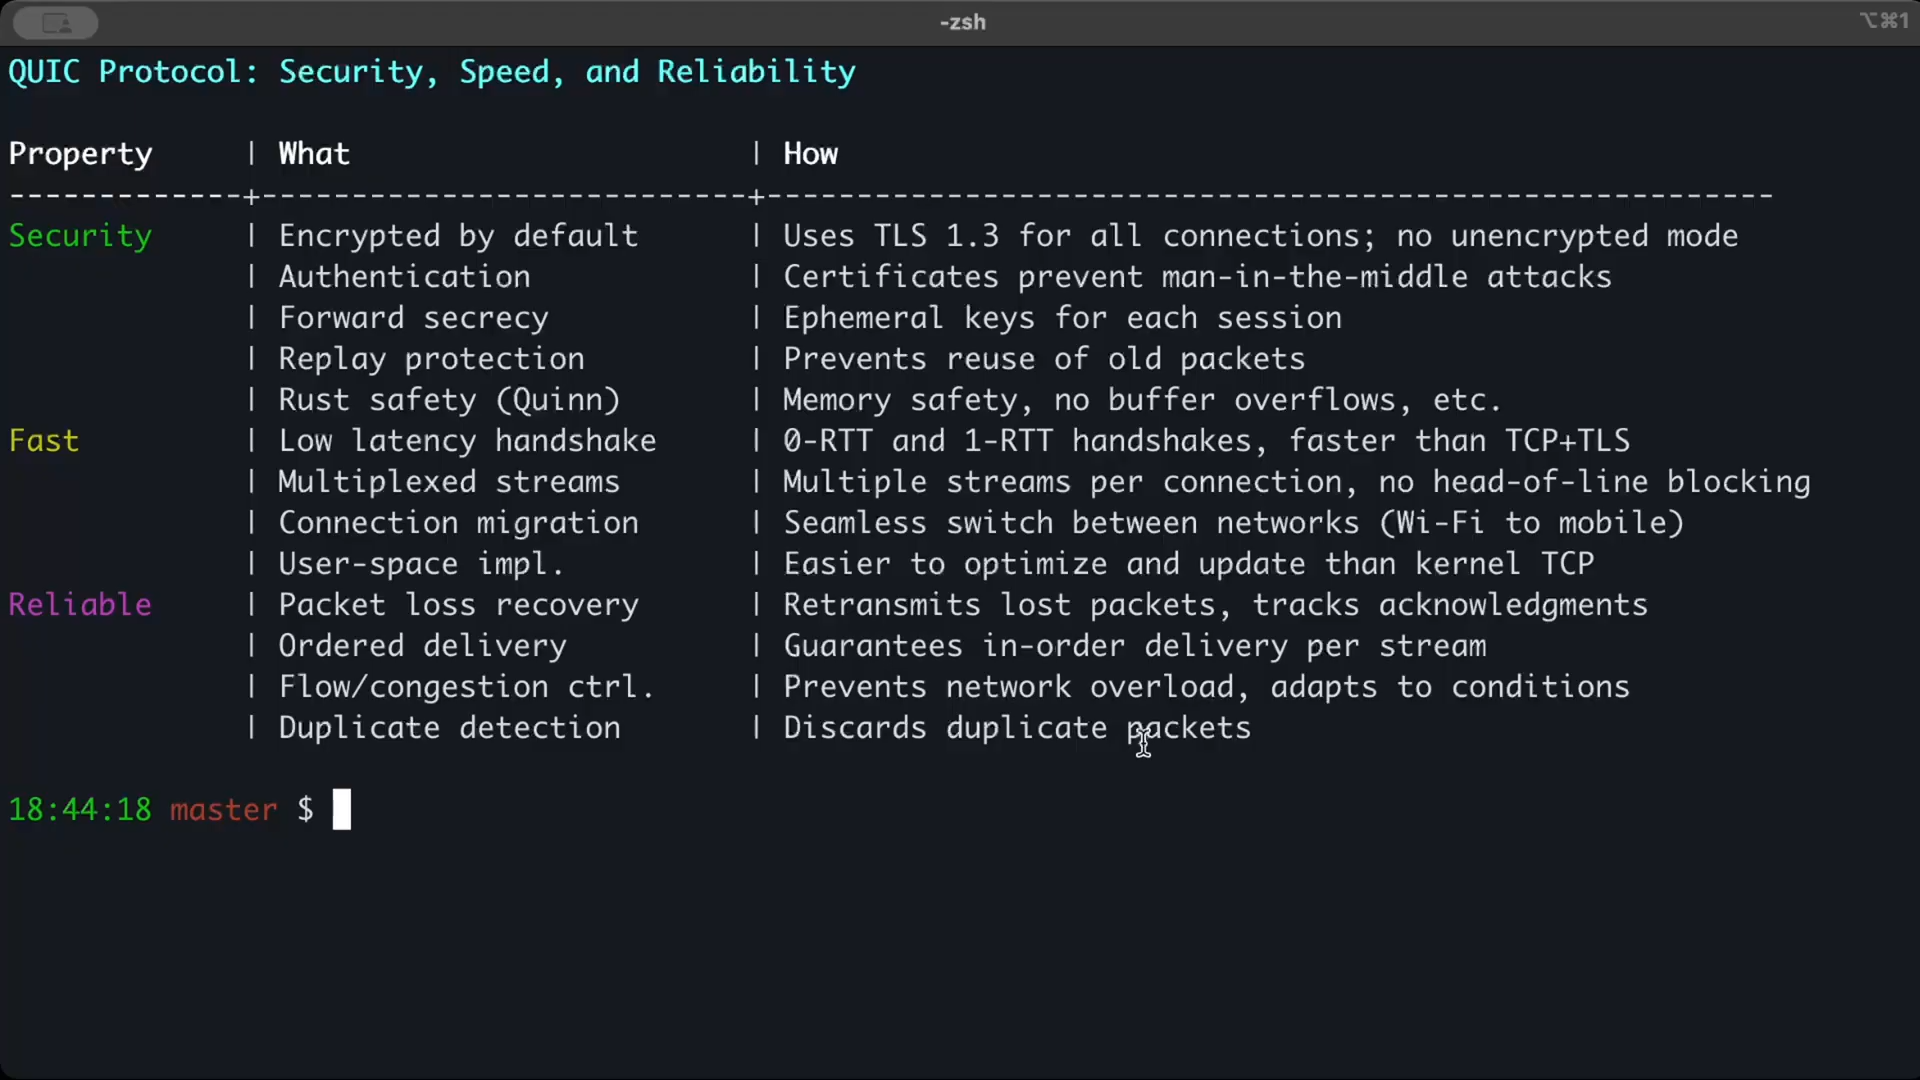 -zsh
⌥⌘1
QUIC Protocol: Security, Speed, and Reliability
Property     | What                      | How
-------------+---------------------------+--------------------------------------------------------
Security     | Encrypted by default      | Uses TLS 1.3 for all connections; no unencrypted mode
             | Authentication            | Certificates prevent man-in-the-middle attacks
             | Forward secrecy           | Ephemeral keys for each session
             | Replay protection         | Prevents reuse of old packets
             | Rust safety (Quinn)       | Memory safety, no buffer overflows, etc.
Fast         | Low latency handshake     | 0-RTT and 1-RTT handshakes, faster than TCP+TLS
             | Multiplexed streams       | Multiple streams per connection, no head-of-line blocking
             | Connection migration      | Seamless switch between networks (Wi-Fi to mobile)
             | User-space impl.          | Easier to optimize and update than kernel TCP
Reliable     | Packet loss recovery      | Retransmits lost packets, tracks acknowledgments
             | Ordered delivery          | Guarantees in-order delivery per stream
             | Flow/congestion ctrl.     | Prevents network overload, adapts to conditions
             | Duplicate detection       | Discards duplicate packets
18:44:18 master $